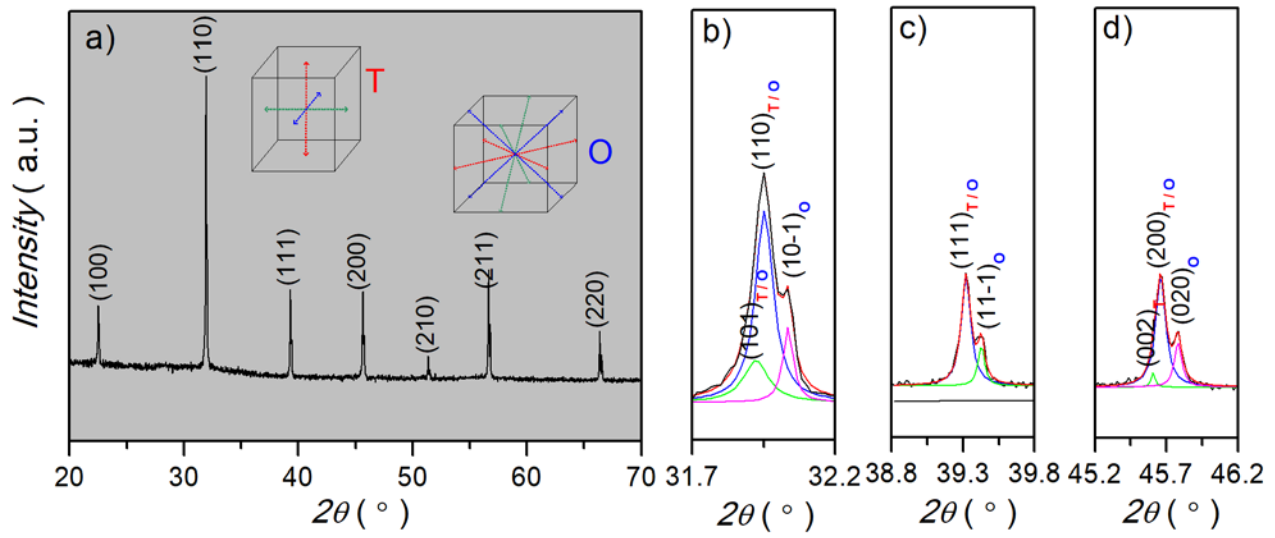 a)
Intensity ( a.u.)
(100)
(110)
(111)
(200)
(210)
(211)
(220)
T
O
20 30 40 50 60 70
2θ ( ° )
b)
(101)T/O
(110)T/O
(10-1)O
31.7 32.2
2θ ( ° )
c)
(111)T/O
(11-1)O
38.8 39.3 39.8
2θ ( ° )
d)
(002)T
(200)T/O
(020)O
45.2 45.7 46.2
2θ ( ° )